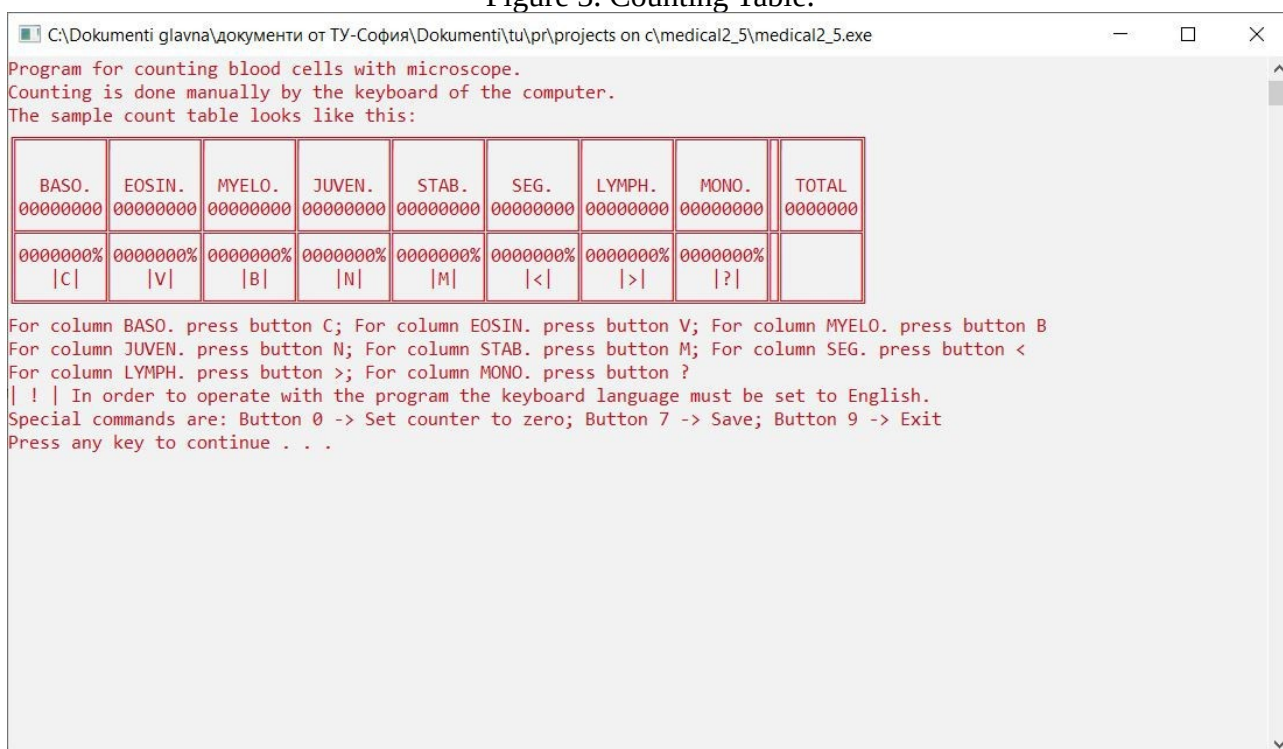 Figure 3. Counting Table.
C:\Dokumenti glavna\документи от ТУ-София\Dokumenti\tu\pr\projects on c\medical2_5\medical2_5.exe
Program for counting blood cells with microscope.
Counting is done manually by the keyboard of the computer.
The sample count table looks like this:
BASO. EOSIN. MYELO. JUVEN. STAB. SEG. LYMPH. MONO. TOTAL
00000000 00000000 00000000 00000000 00000000 00000000 00000000 00000000 0000000
0000000% 0000000% 0000000% 0000000% 0000000% 0000000% 0000000% 0000000%
|C| |V| |B| |N| |M| |<| |>| |?|
For column BASO. press button C; For column EOSIN. press button V; For column MYELO. press button B
For column JUVEN. press button N; For column STAB. press button M; For column SEG. press button <
For column LYMPH. press button >; For column MONO. press button ?
| ! | In order to operate with the program the keyboard language must be set to English.
Special commands are: Button 0 -> Set counter to zero; Button 7 -> Save; Button 9 -> Exit
Press any key to continue . . .